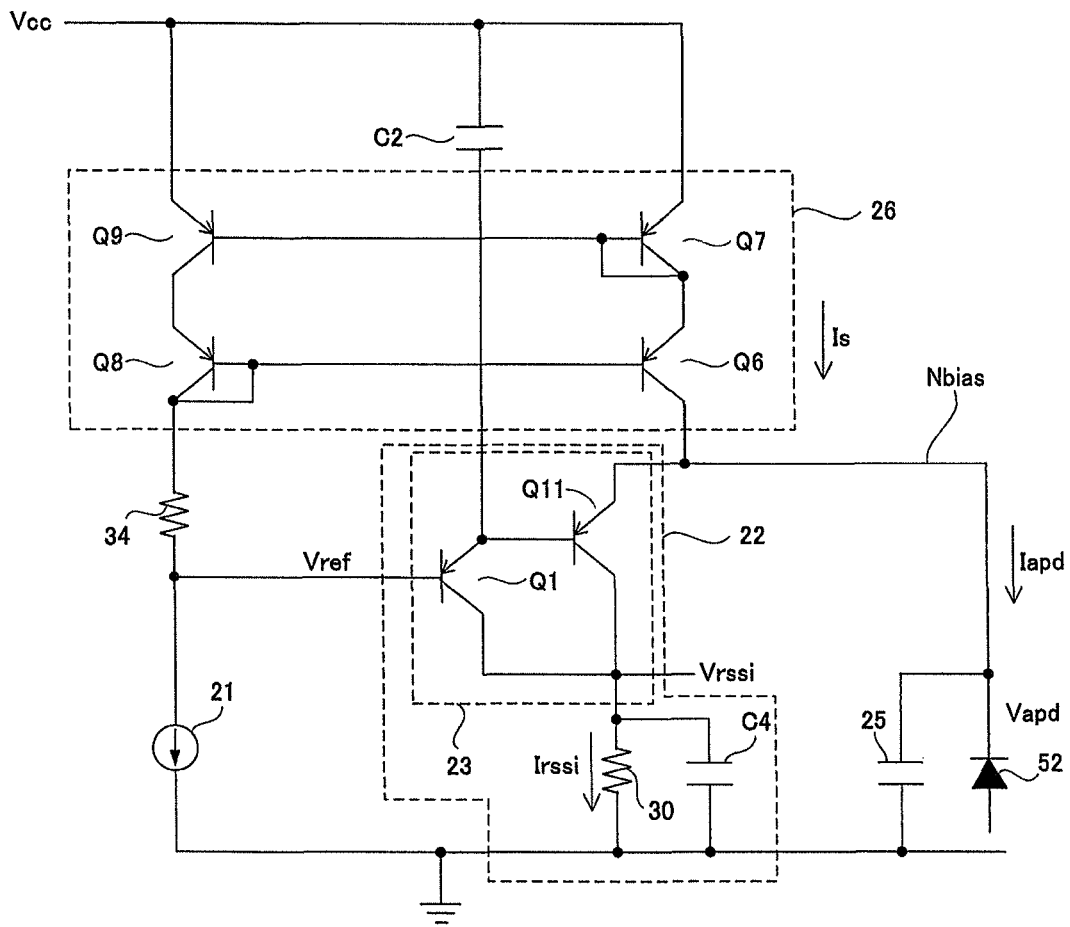 Vcc
C2
26
Q9
Q7
Q8
Q6
Is
Nbias
Q11
34
22
Vref
Q1
Iapd
Vrssi
21
C4
25
Vapd
23
Irssi
30
52